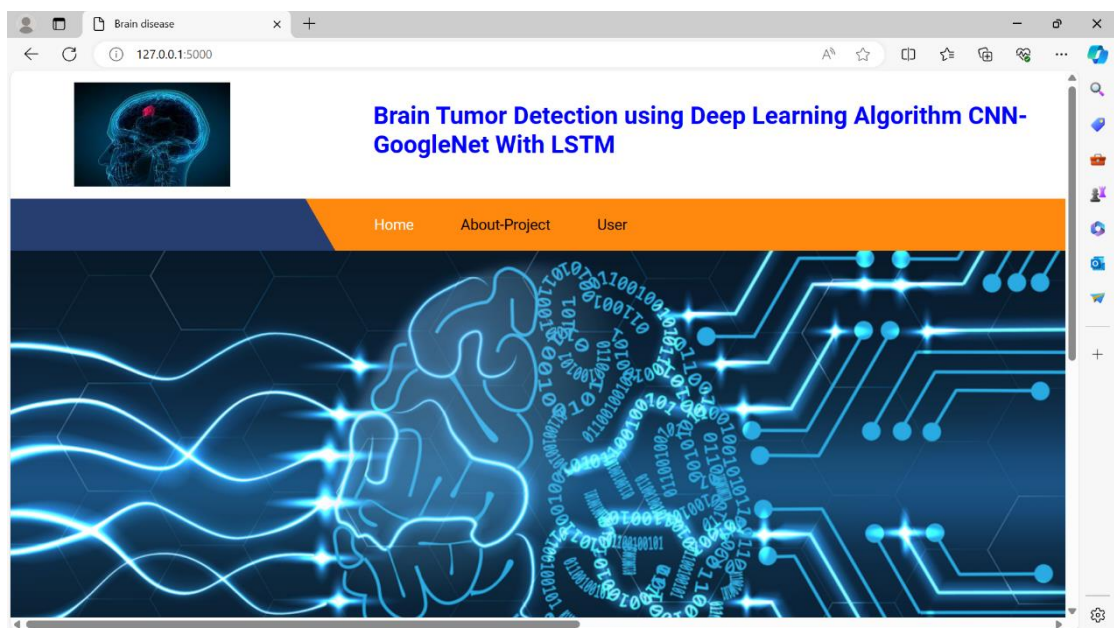 Brain disease
127.0.0.1:5000
Brain Tumor Detection using Deep Learning Algorithm CNN-
GoogleNet With LSTM
Home About-Project User